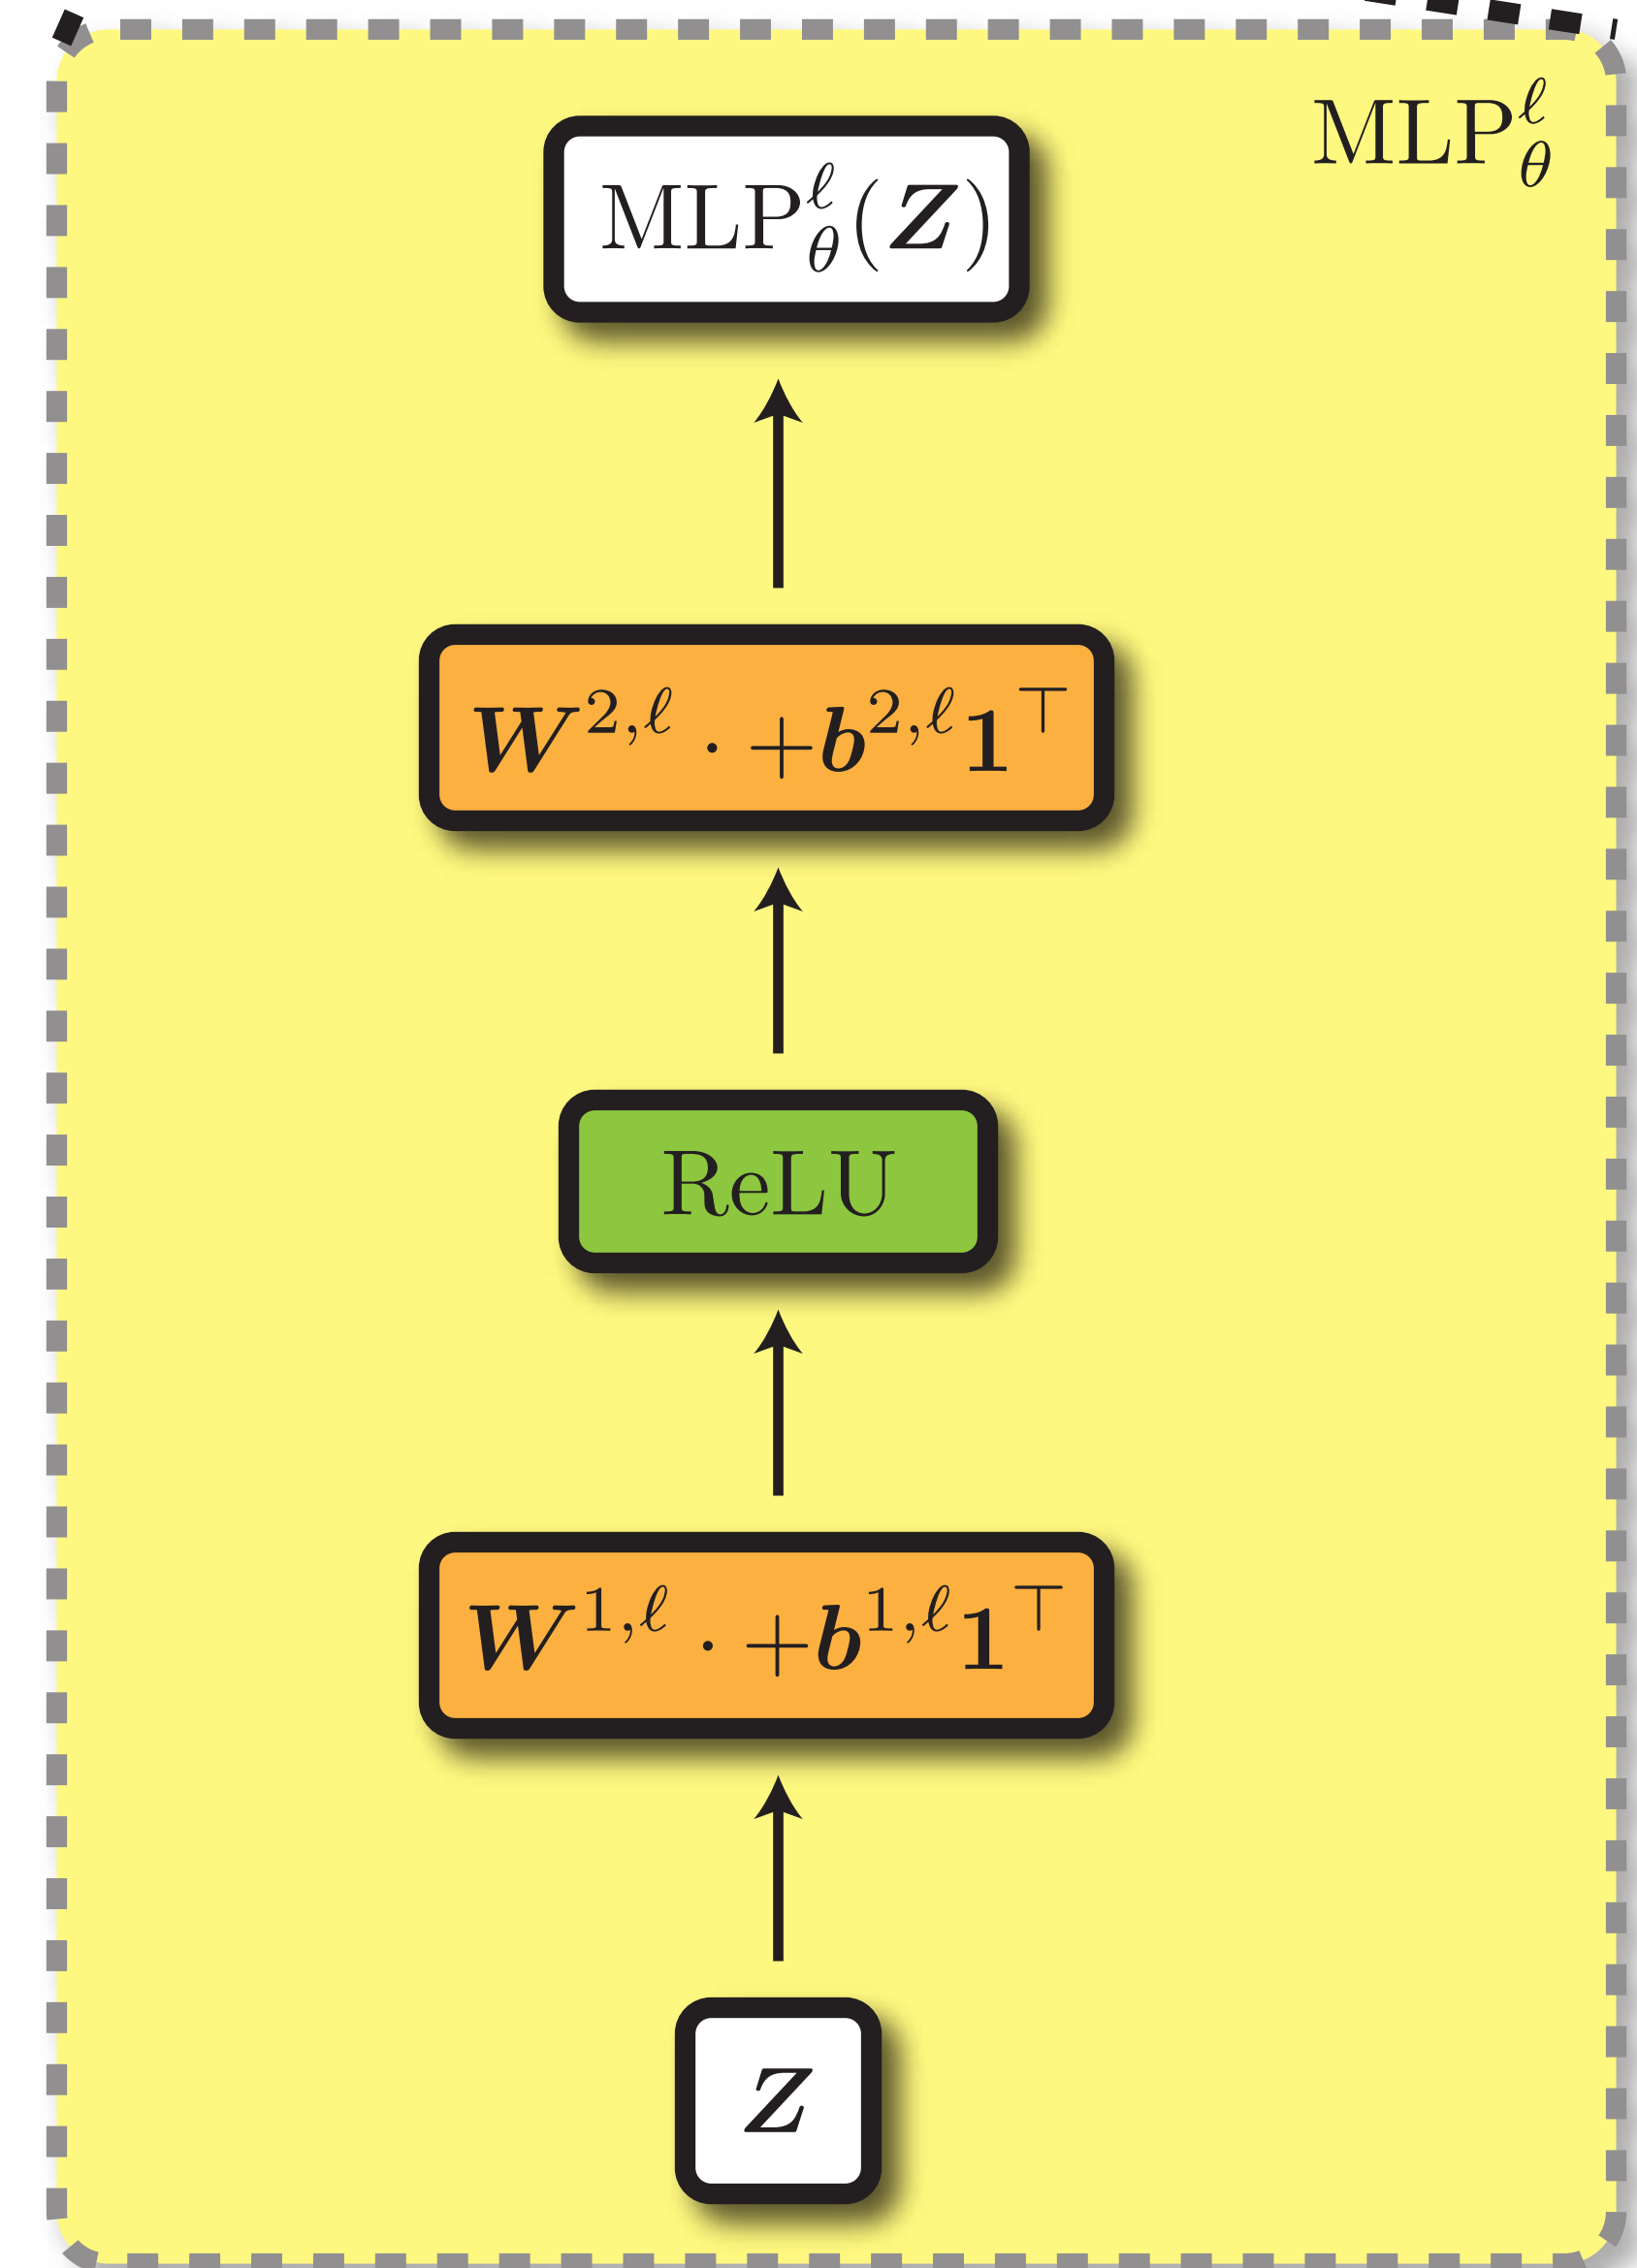 MLP^ℓ_θ
MLP^ℓ_θ(Z)
W^{2,ℓ} · +b^{2,ℓ}1^⊤
ReLU
W^{1,ℓ} · +b^{1,ℓ}1^⊤
Z